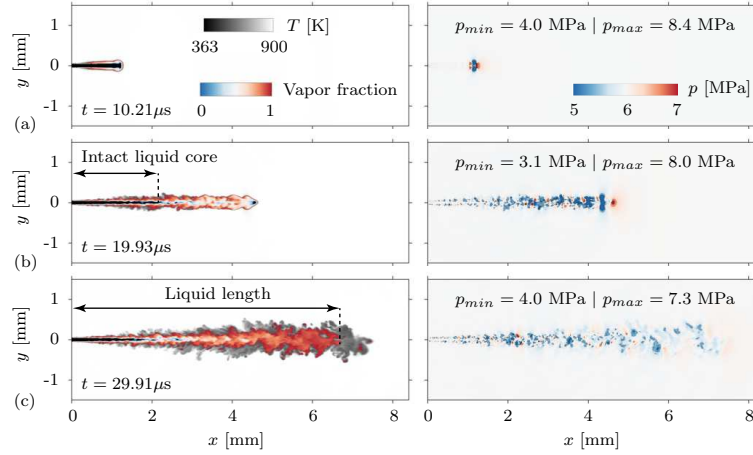 T [K]
363 900
Vapor fraction
0 1
y [mm]
1
0
-1
t = 10.21μs
(a)
p_min = 4.0 MPa | p_max = 8.4 MPa
p [MPa]
5 6 7
Intact liquid core
y [mm]
1
0
-1
t = 19.93μs
(b)
p_min = 3.1 MPa | p_max = 8.0 MPa
Liquid length
y [mm]
1
0
-1
t = 29.91μs
(c)
0 2 4 6 8
x [mm]
p_min = 4.0 MPa | p_max = 7.3 MPa
0 2 4 6 8
x [mm]